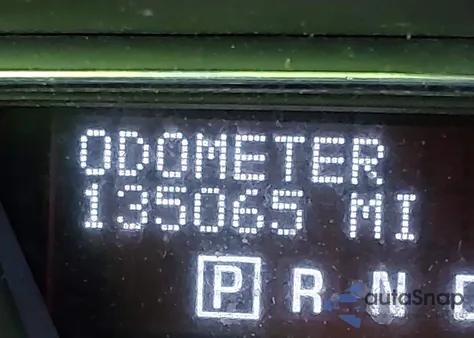 ODOMETER
135065 MI
P R N D
autoSnap